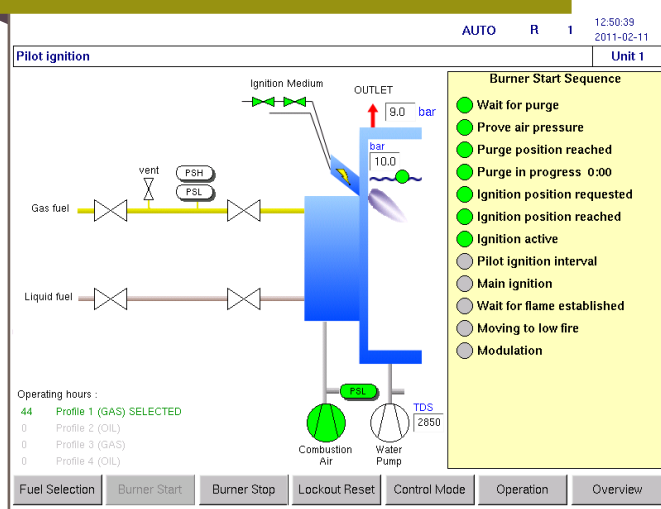 AUTO R 1 12:50:39
2011-02-11
Pilot ignition Unit 1
Ignition Medium
OUTLET
9.0 bar
bar
10.0
vent
PSH
PSL
Gas fuel
Liquid fuel
PSL
TDS
2850
Combustion
Air
Water
Pump
Operating hours :
44 Profile 1 (GAS) SELECTED
0 Profile 2 (OIL)
0 Profile 3 (GAS)
0 Profile 4 (OIL)
Burner Start Sequence
Wait for purge
Prove air pressure
Purge position reached
Purge in progress 0:00
Ignition position requested
Ignition position reached
Ignition active
Pilot ignition interval
Main ignition
Wait for flame established
Moving to low fire
Modulation
Fuel Selection Burner Start Burner Stop Lockout Reset Control Mode Operation Overview